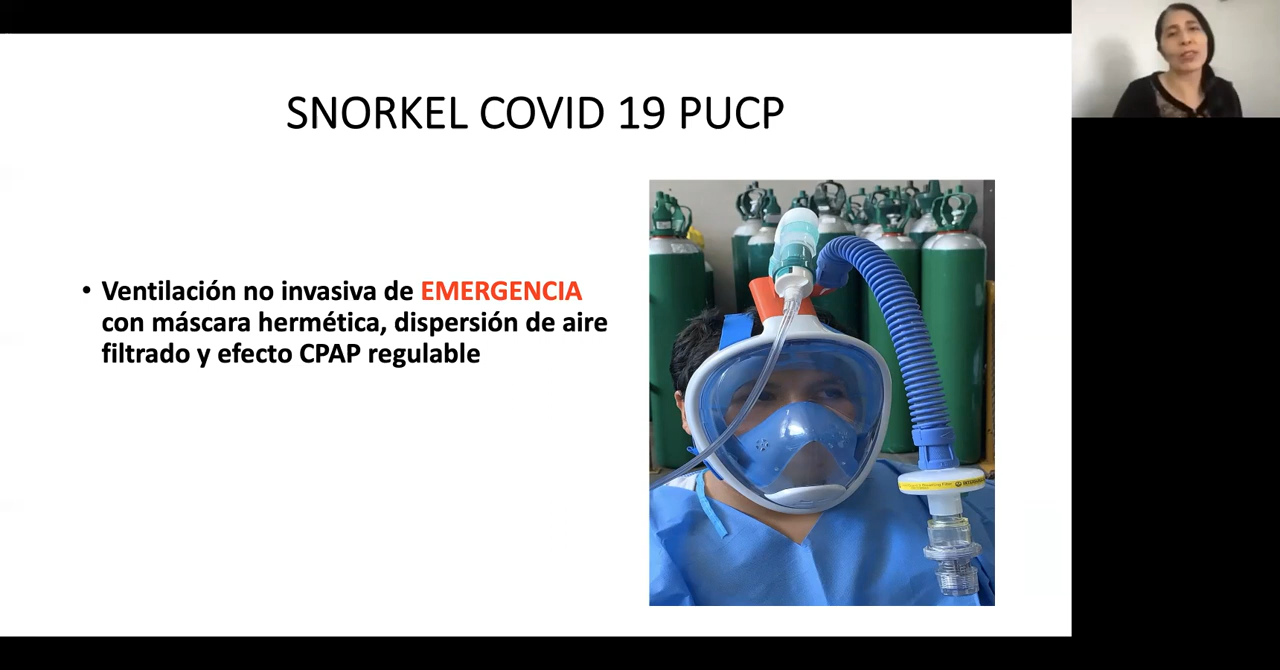 SNORKEL COVID 19 PUCP
• Ventilación no invasiva de EMERGENCIA
con máscara hermética, dispersión de aire
filtrado y efecto CPAP regulable